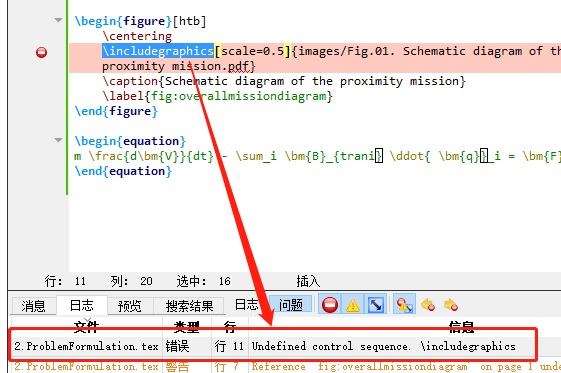 \begin{figure}[htb]
\centering
\includegraphics[scale=0.5]{images/Fig.01. Schematic diagram of the
proximity mission.pdf}
\caption{Schematic diagram of the proximity mission}
\label{fig:overallmissiondiagram}
\end{figure}
\begin{equation}
m \frac{d\bm{V}}{dt} - \sum_i \bm{B}_{trani} \ddot{ \bm{q}}_i = \bm{F}
\end{equation}
行: 11 列: 20 选中: 16 插入
消息 日志 预览 搜索结果 日志 问题
文件 类型 行 信息
2.ProblemFormulation.tex 错误 行 11 Undefined control sequence. \includegraphics
2.ProblemFormulation.tex 警告 行 7 Reference `fig:overallmissiondiagram' on page 1 unde